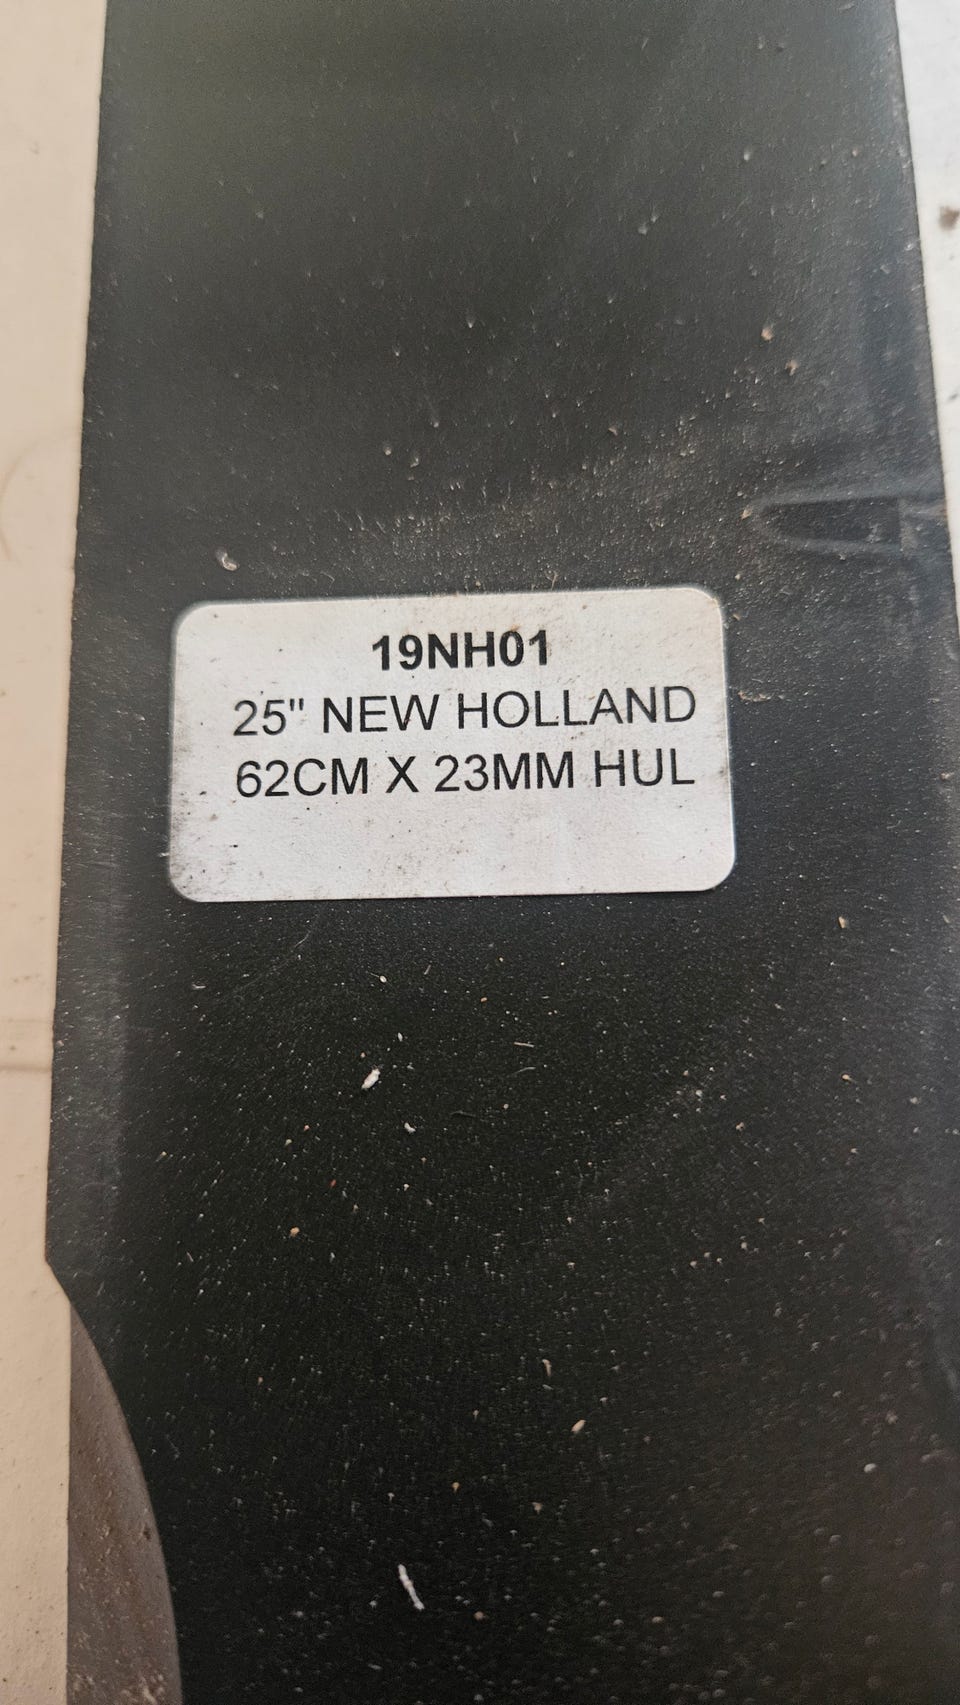 19NH01
25" NEW HOLLAND
62CM X 23MM HUL